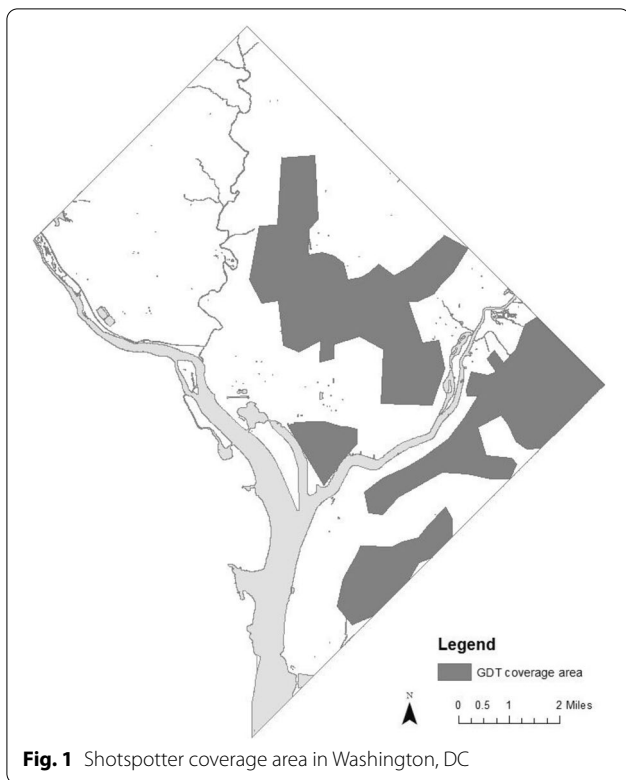 Legend
GDT coverage area
N
0 0.5 1 2 Miles
Fig. 1 Shotspotter coverage area in Washington, DC